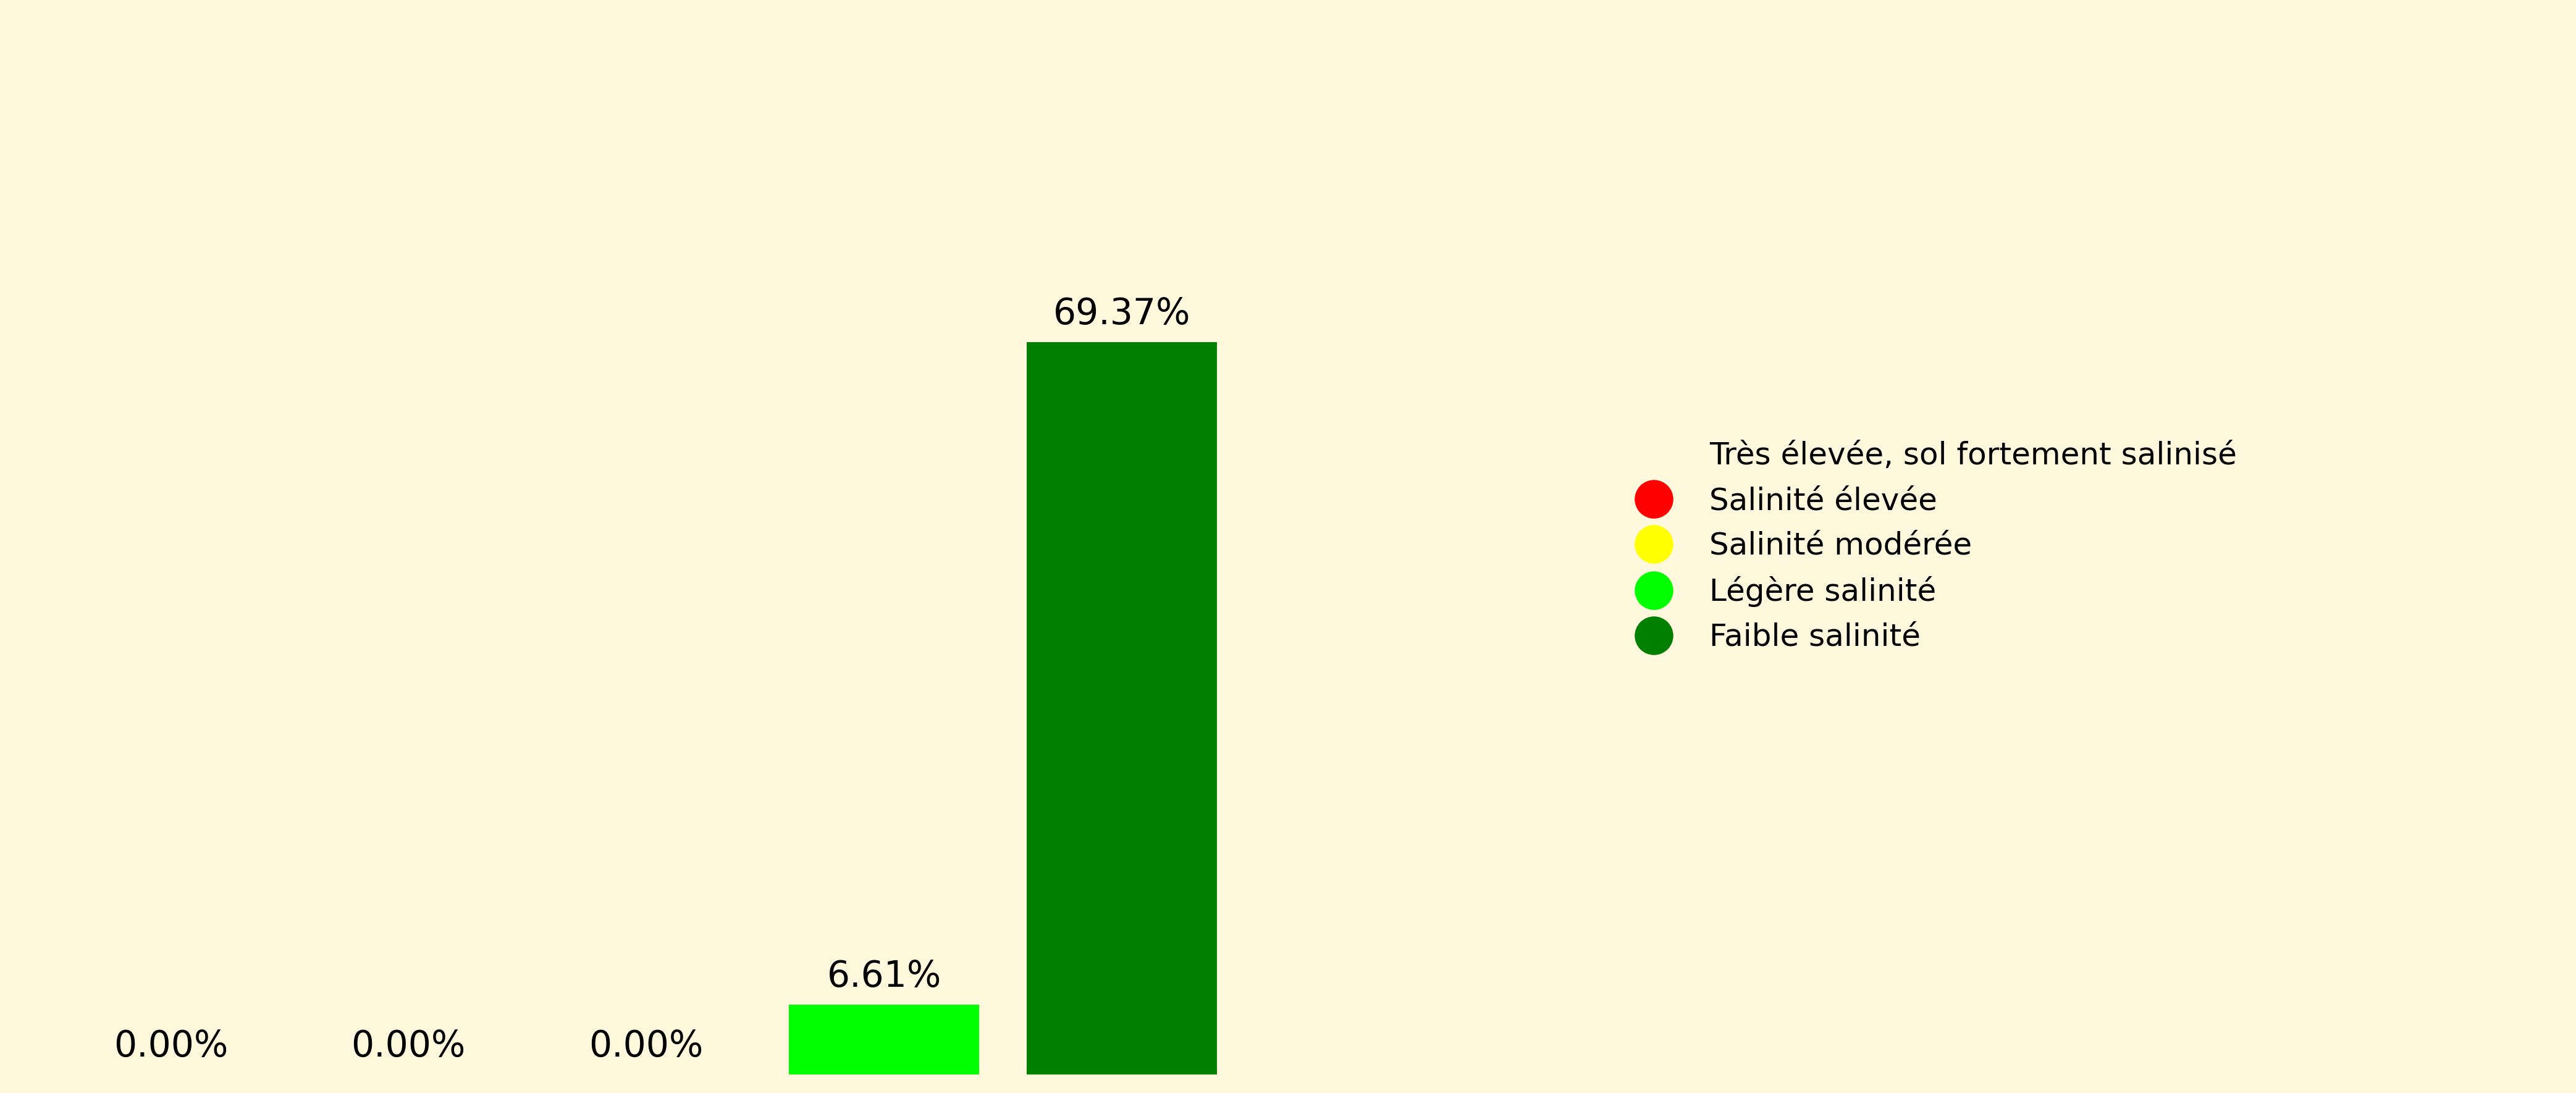 69.37%
6.61%
0.00%
0.00%
0.00%
Très élevée, sol fortement salinisé
Salinité élevée
Salinité modérée
Légère salinité
Faible salinité